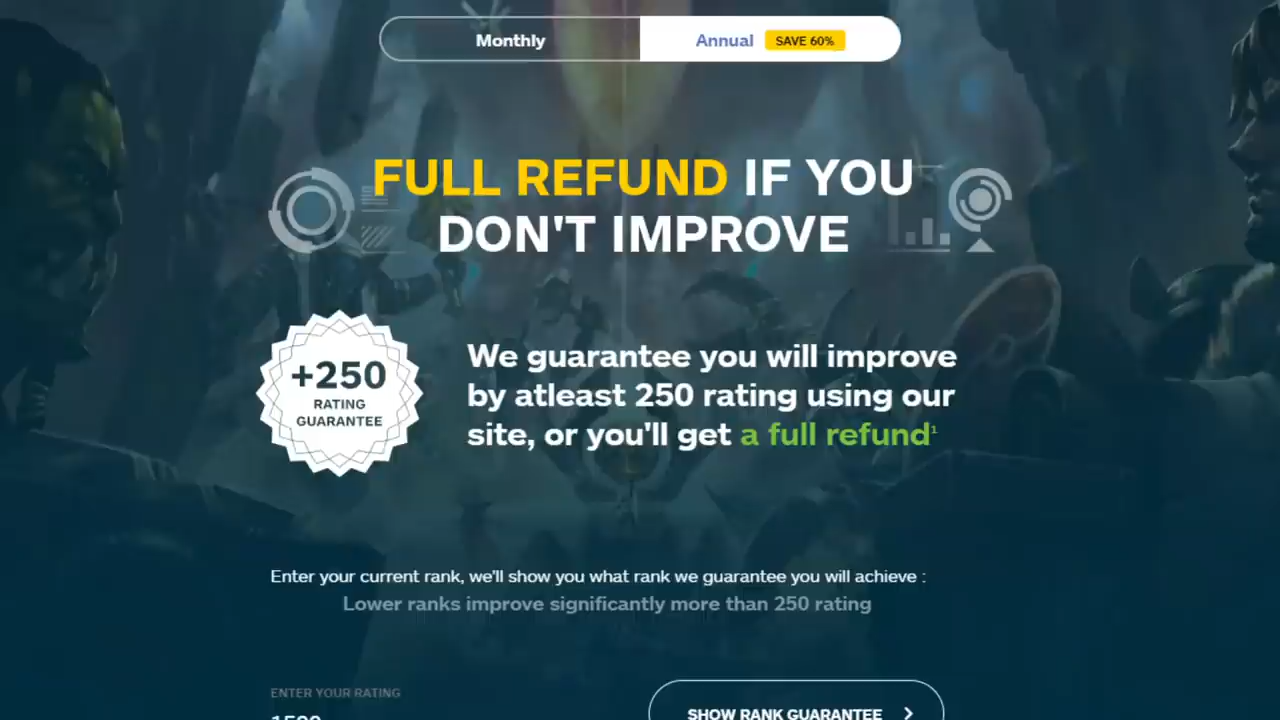 Monthly
Annual SAVE 60%
FULL REFUND IF YOU
DON'T IMPROVE
+250
RATING
GUARANTEE
We guarantee you will improve
by atleast 250 rating using our
site, or you'll get a full refund¹
Enter your current rank, we'll show you what rank we guarantee you will achieve :
Lower ranks improve significantly more than 250 rating
ENTER YOUR RATING
1500
SHOW RANK GUARANTEE